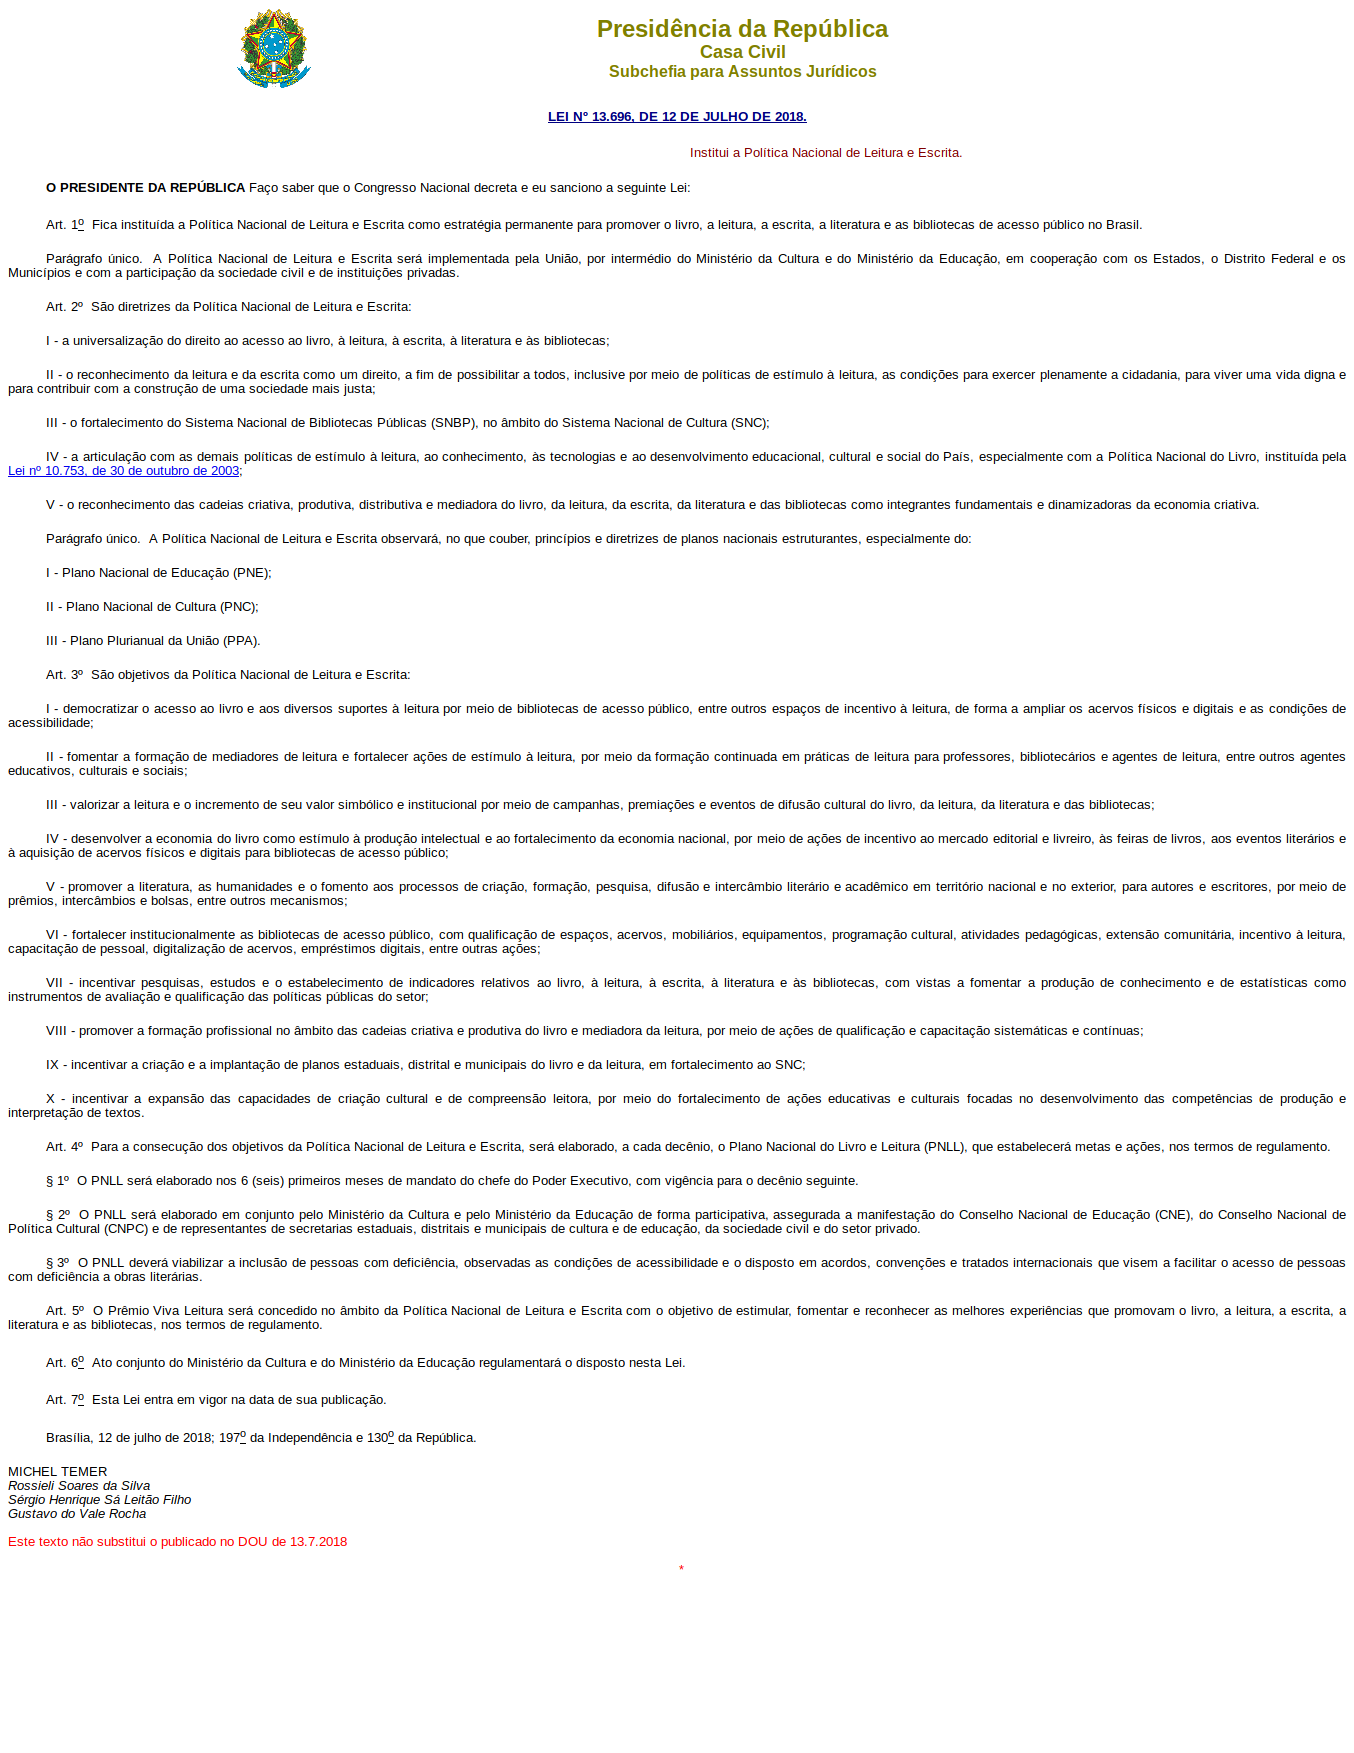 Presidência da República
Casa Civil
Subchefia para Assuntos Jurídicos
LEI Nº 13.696, DE 12 DE JULHO DE 2018.
Institui a Política Nacional de Leitura e Escrita.
O PRESIDENTE DA REPÚBLICA Faço saber que o Congresso Nacional decreta e eu sanciono a seguinte Lei:
Art. 1º Fica instituída a Política Nacional de Leitura e Escrita como estratégia permanente para promover o livro, a leitura, a escrita, a literatura e as bibliotecas de acesso público no Brasil.
Parágrafo único. A Política Nacional de Leitura e Escrita será implementada pela União, por intermédio do Ministério da Cultura e do Ministério da Educação, em cooperação com os Estados, o Distrito Federal e os
Municípios e com a participação da sociedade civil e de instituições privadas.
Art. 2º São diretrizes da Política Nacional de Leitura e Escrita:
I - a universalização do direito ao acesso ao livro, à leitura, à escrita, à literatura e às bibliotecas;
II - o reconhecimento da leitura e da escrita como um direito, a fim de possibilitar a todos, inclusive por meio de políticas de estímulo à leitura, as condições para exercer plenamente a cidadania, para viver uma vida digna e
para contribuir com a construção de uma sociedade mais justa;
III - o fortalecimento do Sistema Nacional de Bibliotecas Públicas (SNBP), no âmbito do Sistema Nacional de Cultura (SNC);
IV - a articulação com as demais políticas de estímulo à leitura, ao conhecimento, às tecnologias e ao desenvolvimento educacional, cultural e social do País, especialmente com a Política Nacional do Livro, instituída pela
Lei nº 10.753, de 30 de outubro de 2003;
V - o reconhecimento das cadeias criativa, produtiva, distributiva e mediadora do livro, da leitura, da escrita, da literatura e das bibliotecas como integrantes fundamentais e dinamizadoras da economia criativa.
Parágrafo único. A Política Nacional de Leitura e Escrita observará, no que couber, princípios e diretrizes de planos nacionais estruturantes, especialmente do:
I - Plano Nacional de Educação (PNE);
II - Plano Nacional de Cultura (PNC);
III - Plano Plurianual da União (PPA).
Art. 3º São objetivos da Política Nacional de Leitura e Escrita:
I - democratizar o acesso ao livro e aos diversos suportes à leitura por meio de bibliotecas de acesso público, entre outros espaços de incentivo à leitura, de forma a ampliar os acervos físicos e digitais e as condições de
acessibilidade;
II - fomentar a formação de mediadores de leitura e fortalecer ações de estímulo à leitura, por meio da formação continuada em práticas de leitura para professores, bibliotecários e agentes de leitura, entre outros agentes
educativos, culturais e sociais;
III - valorizar a leitura e o incremento de seu valor simbólico e institucional por meio de campanhas, premiações e eventos de difusão cultural do livro, da leitura, da literatura e das bibliotecas;
IV - desenvolver a economia do livro como estímulo à produção intelectual e ao fortalecimento da economia nacional, por meio de ações de incentivo ao mercado editorial e livreiro, às feiras de livros, aos eventos literários e
à aquisição de acervos físicos e digitais para bibliotecas de acesso público;
V - promover a literatura, as humanidades e o fomento aos processos de criação, formação, pesquisa, difusão e intercâmbio literário e acadêmico em território nacional e no exterior, para autores e escritores, por meio de
prêmios, intercâmbios e bolsas, entre outros mecanismos;
VI - fortalecer institucionalmente as bibliotecas de acesso público, com qualificação de espaços, acervos, mobiliários, equipamentos, programação cultural, atividades pedagógicas, extensão comunitária, incentivo à leitura,
capacitação de pessoal, digitalização de acervos, empréstimos digitais, entre outras ações;
VII - incentivar pesquisas, estudos e o estabelecimento de indicadores relativos ao livro, à leitura, à escrita, à literatura e às bibliotecas, com vistas a fomentar a produção de conhecimento e de estatísticas como
instrumentos de avaliação e qualificação das políticas públicas do setor;
VIII - promover a formação profissional no âmbito das cadeias criativa e produtiva do livro e mediadora da leitura, por meio de ações de qualificação e capacitação sistemáticas e contínuas;
IX - incentivar a criação e a implantação de planos estaduais, distrital e municipais do livro e da leitura, em fortalecimento ao SNC;
X - incentivar a expansão das capacidades de criação cultural e de compreensão leitora, por meio do fortalecimento de ações educativas e culturais focadas no desenvolvimento das competências de produção e
interpretação de textos.
Art. 4º Para a consecução dos objetivos da Política Nacional de Leitura e Escrita, será elaborado, a cada decênio, o Plano Nacional do Livro e Leitura (PNLL), que estabelecerá metas e ações, nos termos de regulamento.
§ 1º O PNLL será elaborado nos 6 (seis) primeiros meses de mandato do chefe do Poder Executivo, com vigência para o decênio seguinte.
§ 2º O PNLL será elaborado em conjunto pelo Ministério da Cultura e pelo Ministério da Educação de forma participativa, assegurada a manifestação do Conselho Nacional de Educação (CNE), do Conselho Nacional de
Política Cultural (CNPC) e de representantes de secretarias estaduais, distritais e municipais de cultura e de educação, da sociedade civil e do setor privado.
§ 3º O PNLL deverá viabilizar a inclusão de pessoas com deficiência, observadas as condições de acessibilidade e o disposto em acordos, convenções e tratados internacionais que visem a facilitar o acesso de pessoas
com deficiência a obras literárias.
Art. 5º O Prêmio Viva Leitura será concedido no âmbito da Política Nacional de Leitura e Escrita com o objetivo de estimular, fomentar e reconhecer as melhores experiências que promovam o livro, a leitura, a escrita, a
literatura e as bibliotecas, nos termos de regulamento.
Art. 6º Ato conjunto do Ministério da Cultura e do Ministério da Educação regulamentará o disposto nesta Lei.
Art. 7º Esta Lei entra em vigor na data de sua publicação.
Brasília, 12 de julho de 2018; 197º da Independência e 130º da República.
MICHEL TEMER
Rossieli Soares da Silva
Sérgio Henrique Sá Leitão Filho
Gustavo do Vale Rocha
Este texto não substitui o publicado no DOU de 13.7.2018
*